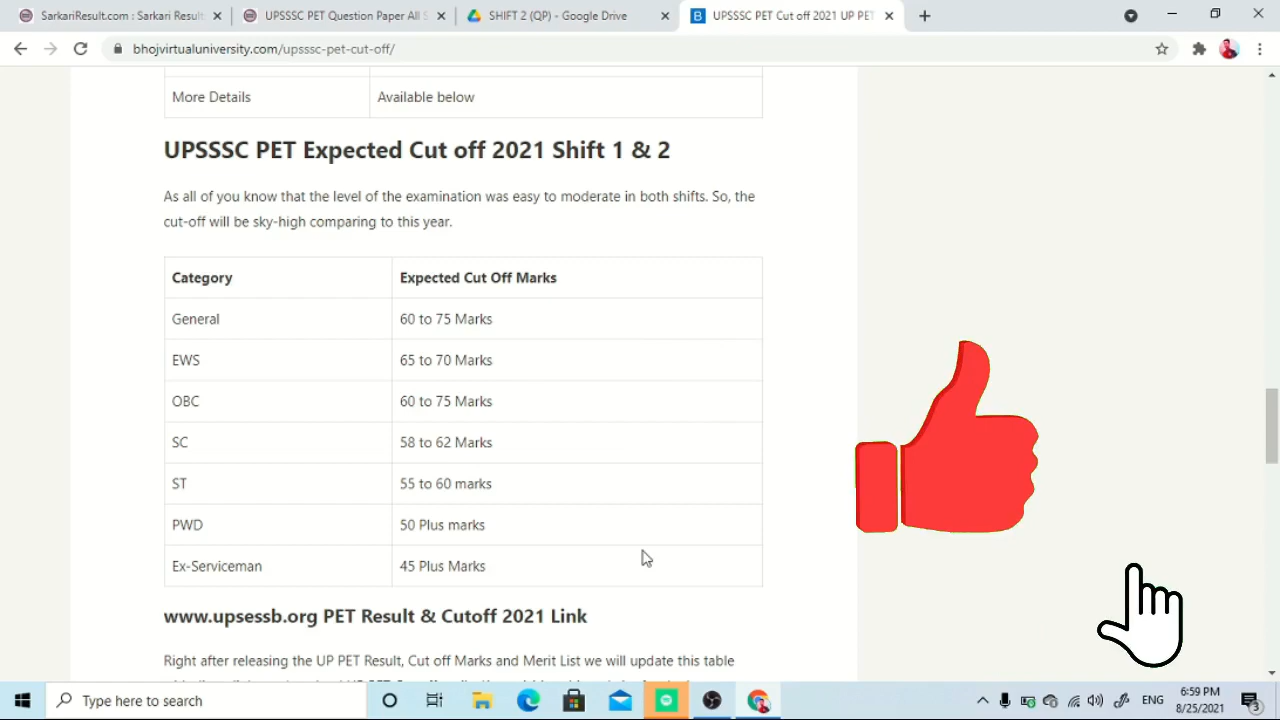 SarkariResult.com : Sarkari Result
UPSSSC PET Question Paper All S
SHIFT 2 (QP) - Google Drive
UPSSSC PET Cut off 2021 UP PET
bhojvirtualuniversity.com/upsssc-pet-cut-off/
More Details Available below
UPSSSC PET Expected Cut off 2021 Shift 1 & 2
As all of you know that the level of the examination was easy to moderate in both shifts. So, the
cut-off will be sky-high comparing to this year.
Category Expected Cut Off Marks
General 60 to 75 Marks
EWS 65 to 70 Marks
OBC 60 to 75 Marks
SC 58 to 62 Marks
ST 55 to 60 marks
PWD 50 Plus marks
Ex-Serviceman 45 Plus Marks
www.upsessb.org PET Result & Cutoff 2021 Link
Right after releasing the UP PET Result, Cut off Marks and Merit List we will update this table
Type here to search
ENG
6:59 PM
8/25/2021
3